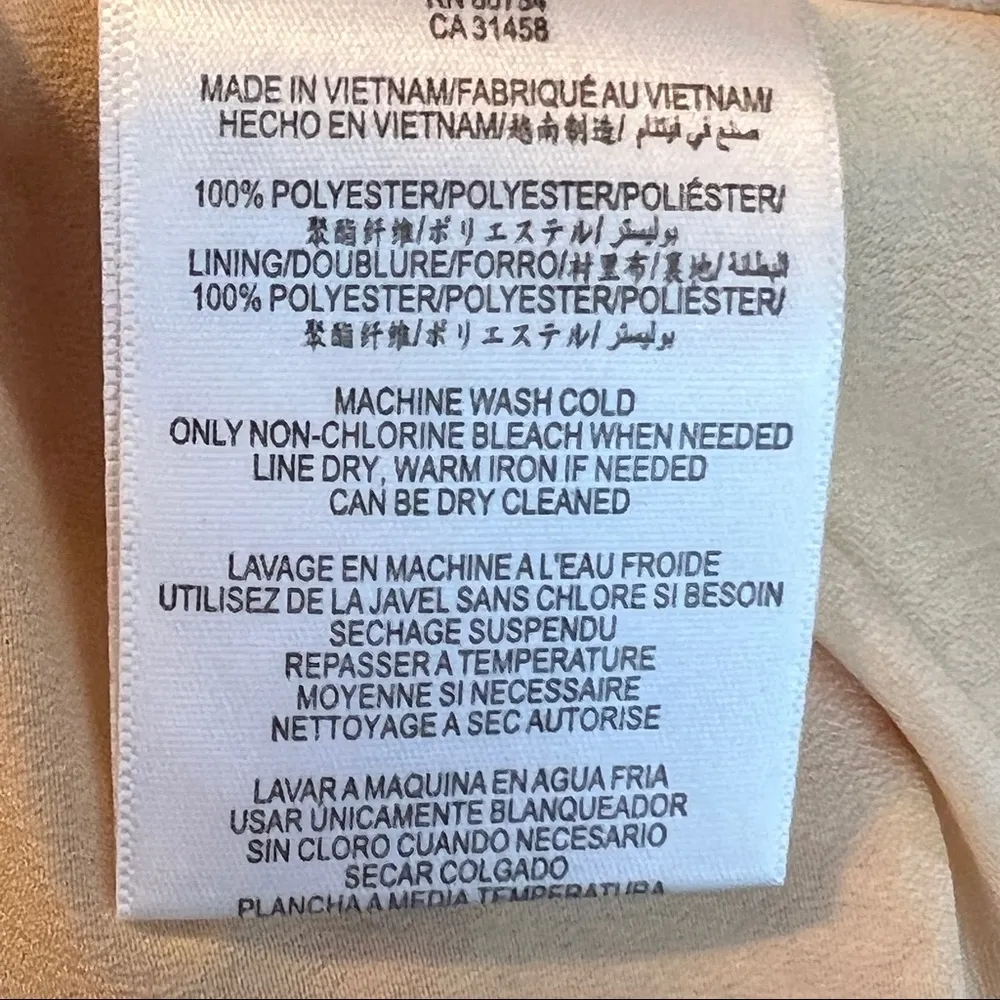 CA 31458
MADE IN VIETNAM/FABRIQUÉ AU VIETNAM/
HECHO EN VIETNAM/越南制造/ صنع في فيتنام
100% POLYESTER/POLYESTER/POLIÉSTER/
聚酯纤维/ポリエステル/ بوليستر
LINING/DOUBLURE/FORRO/衬里布/裏地/البطانة
100% POLYESTER/POLYESTER/POLIÉSTER/
聚酯纤维/ポリエステル/ بوليستر
MACHINE WASH COLD
ONLY NON-CHLORINE BLEACH WHEN NEEDED
LINE DRY, WARM IRON IF NEEDED
CAN BE DRY CLEANED
LAVAGE EN MACHINE A L'EAU FROIDE
UTILISEZ DE LA JAVEL SANS CHLORE SI BESOIN
SECHAGE SUSPENDU
REPASSER A TEMPERATURE
MOYENNE SI NECESSAIRE
NETTOYAGE A SEC AUTORISE
LAVAR A MAQUINA EN AGUA FRIA
USAR ÚNICAMENTE BLANQUEADOR
SIN CLORO CUANDO NECESARIO
SECAR COLGADO
PLANCHA A MEDIA TEMPERATURA